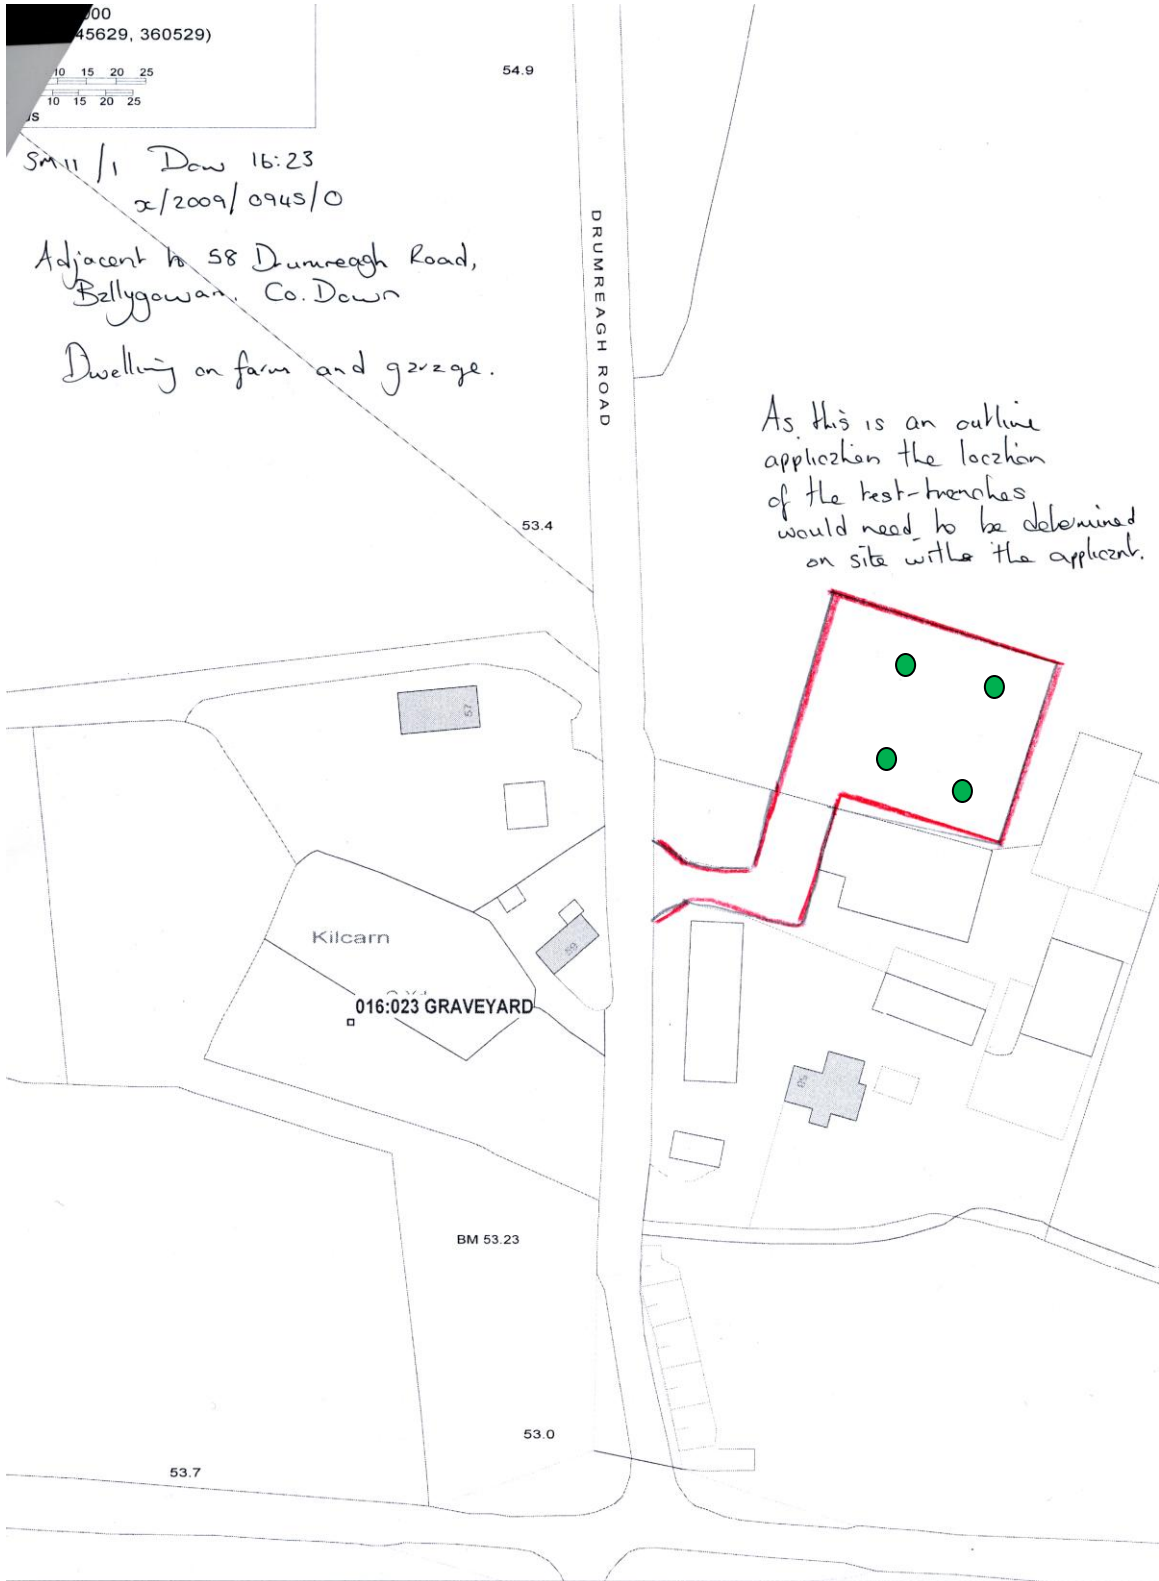 000
45629, 360529)
10 15 20 25
10 15 20 25
SM11/1 Dow 16:23
x/2009/0945/O
Adjacent to 58 Drumreagh Road,
Ballygowan, Co. Down
Dwelling on farm and garage.
54.9
DRUMREAGH ROAD
As this is an outline
application the location
of the test-trenches
would need to be determined
on site withe the applicant.
53.4
57
59
Kilcarn
016:023 GRAVEYARD
58
BM 53.23
53.0
53.7